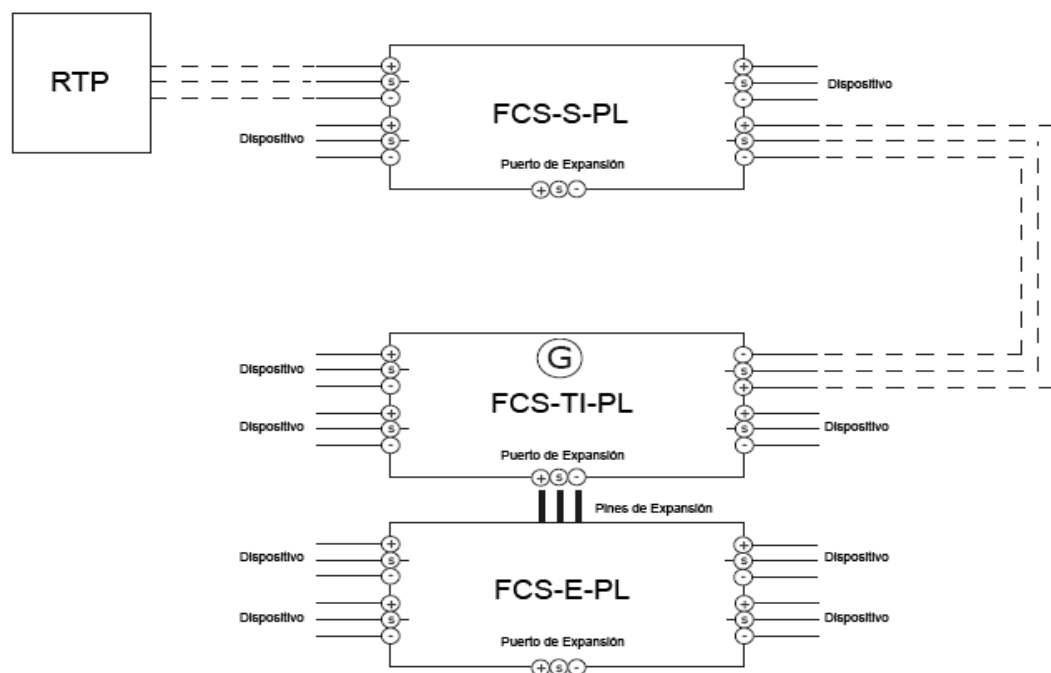 RTP
+ S -
+ S -
Dispositivo
FCS-S-PL
Puerto de Expansión
+ S -
+ S -
Dispositivo
+ S -
G
FCS-TI-PL
+ S -
Dispositivo
+ S -
Dispositivo
Puerto de Expansión
+ S -
- S +
+ S -
Dispositivo
Pines de Expansión
FCS-E-PL
+ S -
Dispositivo
+ S -
Dispositivo
Puerto de Expansión
+ S -
+ S -
Dispositivo
+ S -
Dispositivo